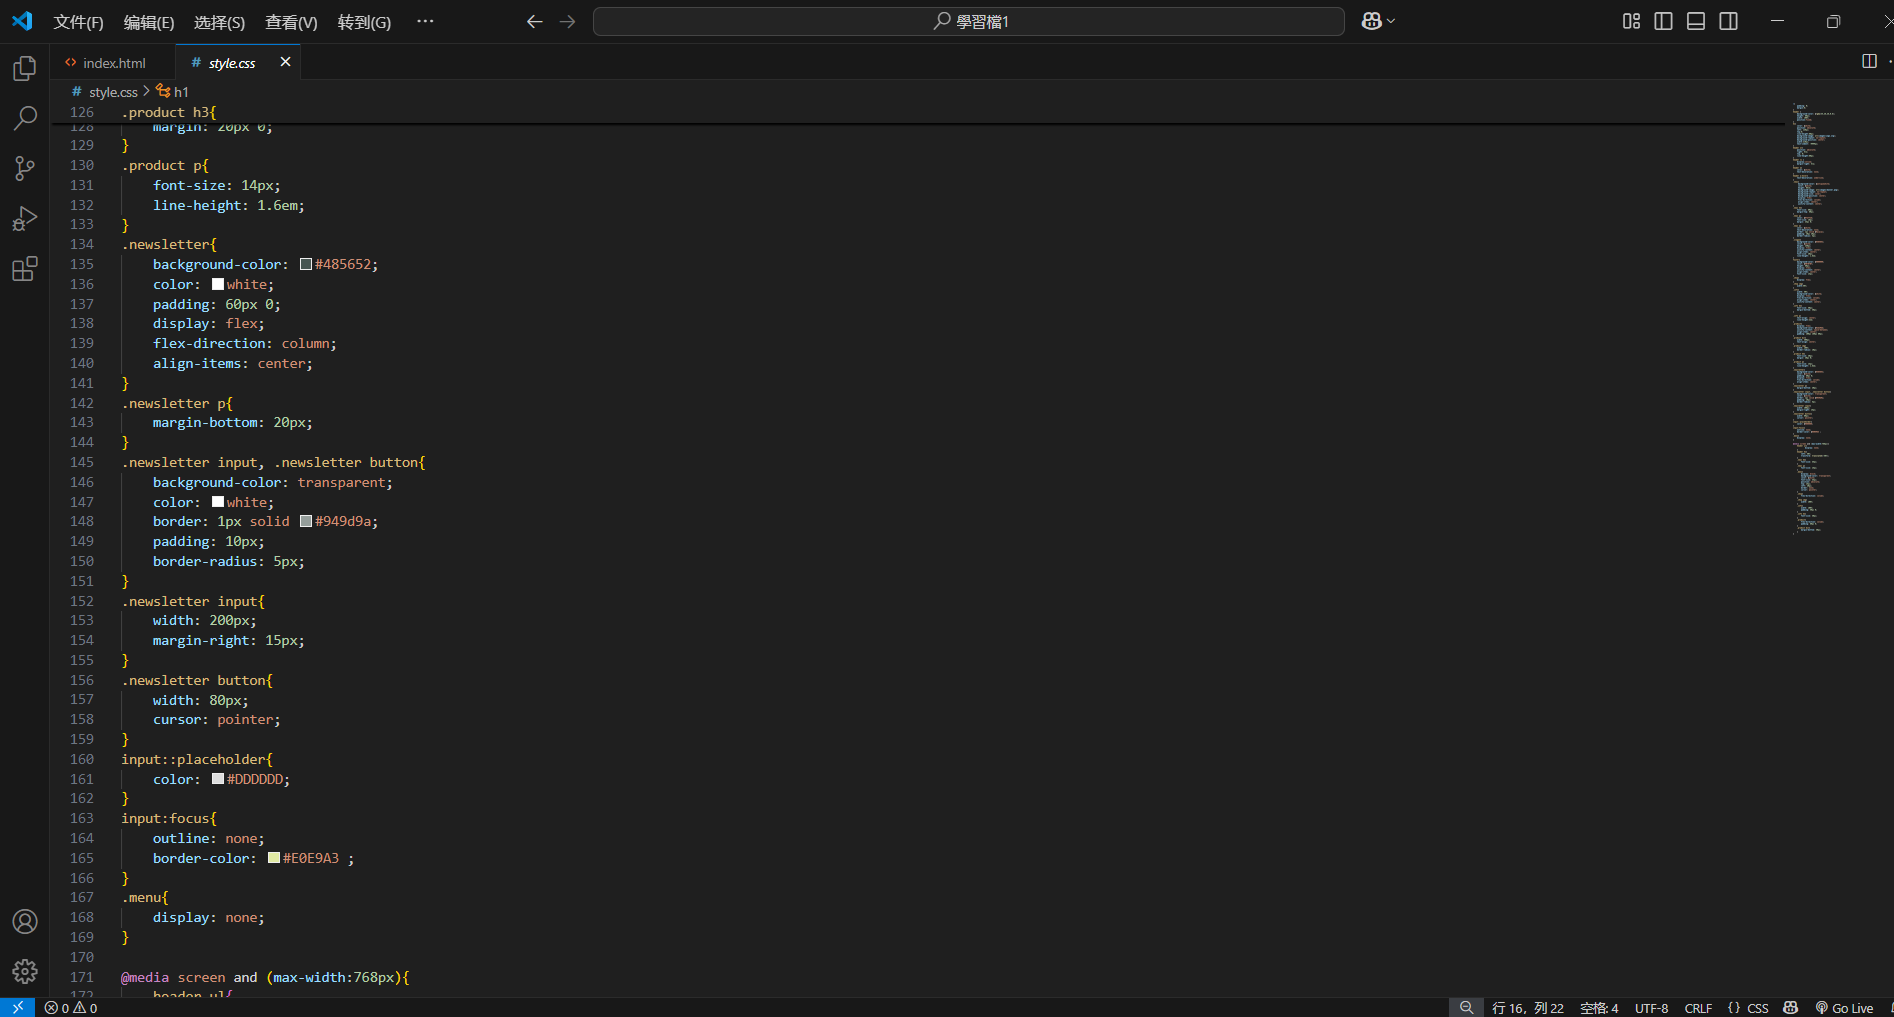 文件(F) 编辑(E) 选择(S) 查看(V) 转到(G) ··· 學習檔1
index.html # style.css
# style.css > h1
126 .product h3{
128     margin: 20px 0;
129 }
130 .product p{
131     font-size: 14px;
132     line-height: 1.6em;
133 }
134 .newsletter{
135     background-color: #485652;
136     color: white;
137     padding: 60px 0;
138     display: flex;
139     flex-direction: column;
140     align-items: center;
141 }
142 .newsletter p{
143     margin-bottom: 20px;
144 }
145 .newsletter input, .newsletter button{
146     background-color: transparent;
147     color: white;
148     border: 1px solid #949d9a;
149     padding: 10px;
150     border-radius: 5px;
151 }
152 .newsletter input{
153     width: 200px;
154     margin-right: 15px;
155 }
156 .newsletter button{
157     width: 80px;
158     cursor: pointer;
159 }
160 input::placeholder{
161     color: #DDDDDD;
162 }
163 input:focus{
164     outline: none;
165     border-color: #E0E9A3 ;
166 }
167 .menu{
168     display: none;
169 }
170
171 @media screen and (max-width:768px){
172     header ul{
0 0 行 16，列 22 空格: 4 UTF-8 CRLF {} CSS Go Live